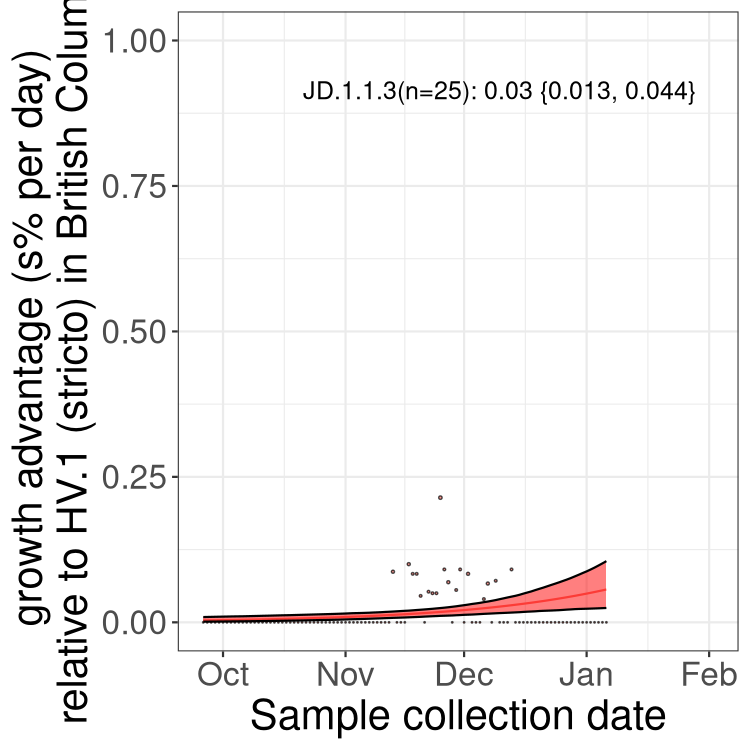 growth advantage (s% per day)
relative to HV.1 (stricto) in British Colum
1.00
0.75
0.50
0.25
0.00
JD.1.1.3(n=25): 0.03 {0.013, 0.044}
Oct Nov Dec Jan Feb
Sample collection date